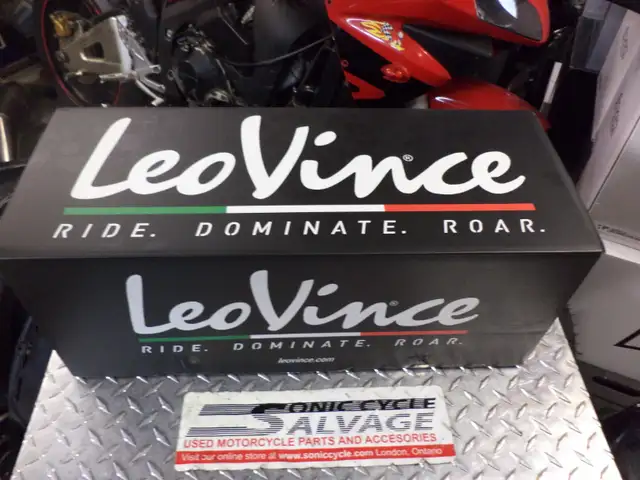 LeoVince®
RIDE. DOMINATE. ROAR.
LeoVince®
RIDE. DOMINATE. ROAR.
leovince.com
SONIC CYCLE
SALVAGE
USED MOTORCYCLE PARTS AND ACCESORIES
Visit our online store at www.soniccycle.com London, Ontario